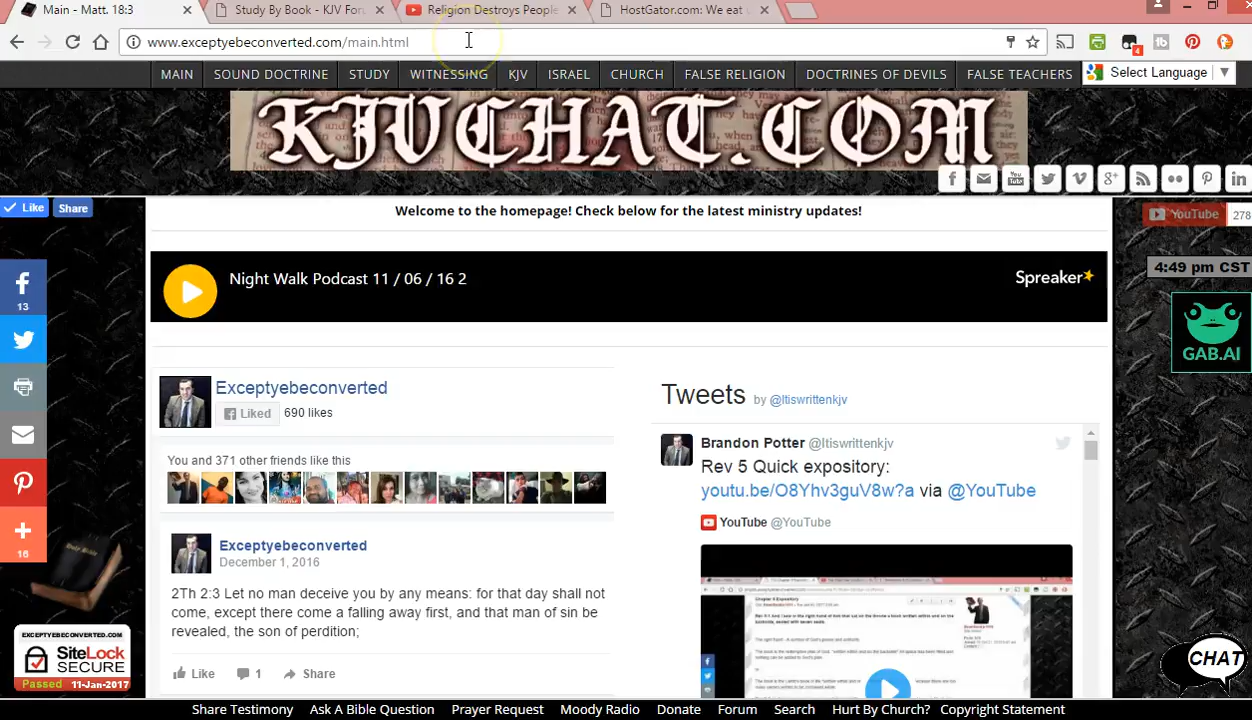 Main - Matt. 18:3
Study By Book - KJV For
Religion Destroys People
HostGator.com: We eat
www.exceptyebeconverted.com/main.html
4
MAIN
SOUND DOCTRINE
STUDY
WITNESSING
KJV
ISRAEL
CHURCH
FALSE RELIGION
DOCTRINES OF DEVILS
FALSE TEACHERS
Select Language
KJVCHAT.COM
Like
Share
Welcome to the homepage! Check below for the latest ministry updates!
YouTube
278
Night Walk Podcast 11 / 06 / 16 2
Spreaker
4:49 pm CST
GAB.AI
13
16
Exceptyebeconverted
Liked
690 likes
You and 371 other friends like this
Exceptyebeconverted
December 1, 2016
2Th 2:3 Let no man deceive you by any means: for that day shall not
come, except there come a falling away first, and that man of sin be
revealed, the son of perdition;
Like
1
Share
Tweets by @Itiswrittenkjv
Brandon Potter @Itiswrittenkjv
Rev 5 Quick expository:
youtu.be/O8Yhv3guV8w?a via @YouTube
YouTube @YouTube
EXCEPTYEBECONVERTED.COM
SiteLock
SECURE
Passed 11-Jan-2017
CHAT
Share Testimony
Ask A Bible Question
Prayer Request
Moody Radio
Donate
Forum
Search
Hurt By Church?
Copyright Statement